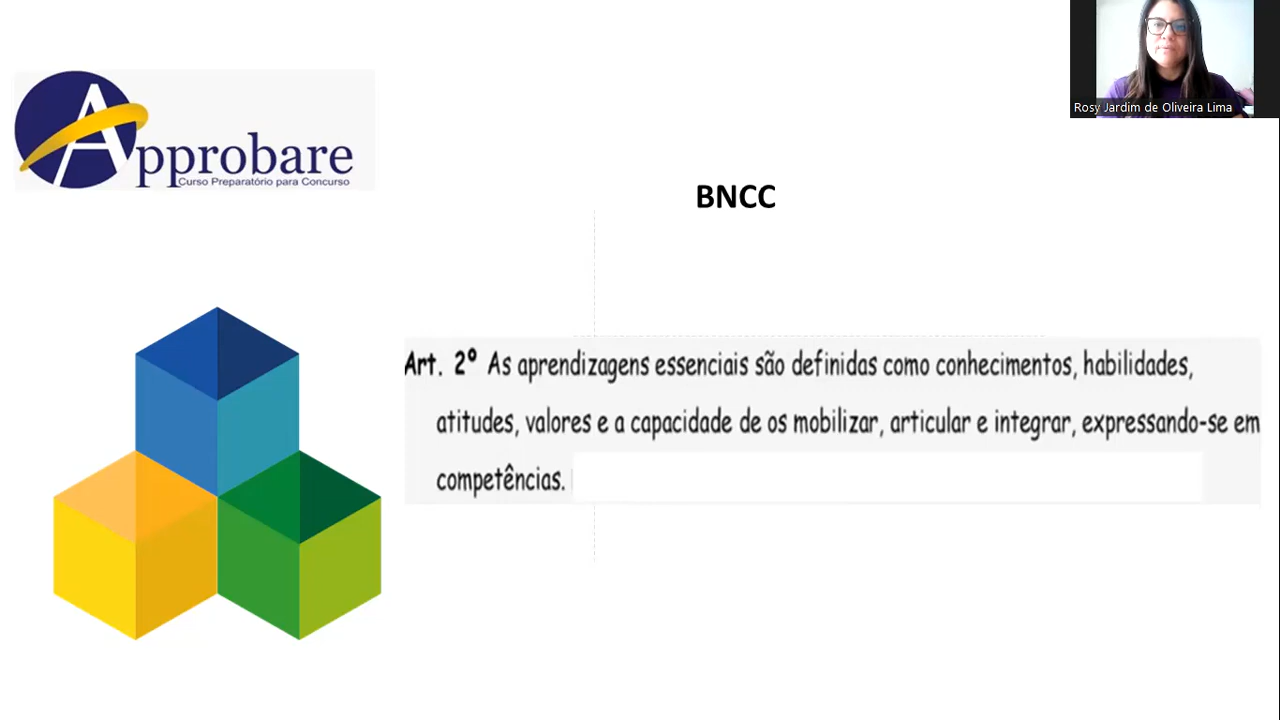 Rosy Jardim de Oliveira Lima
Approbare
Curso Preparatório para Concurso
BNCC
Art. 2º As aprendizagens essenciais são definidas como conhecimentos, habilidades,
atitudes, valores e a capacidade de os mobilizar, articular e integrar, expressando-se em
competências.